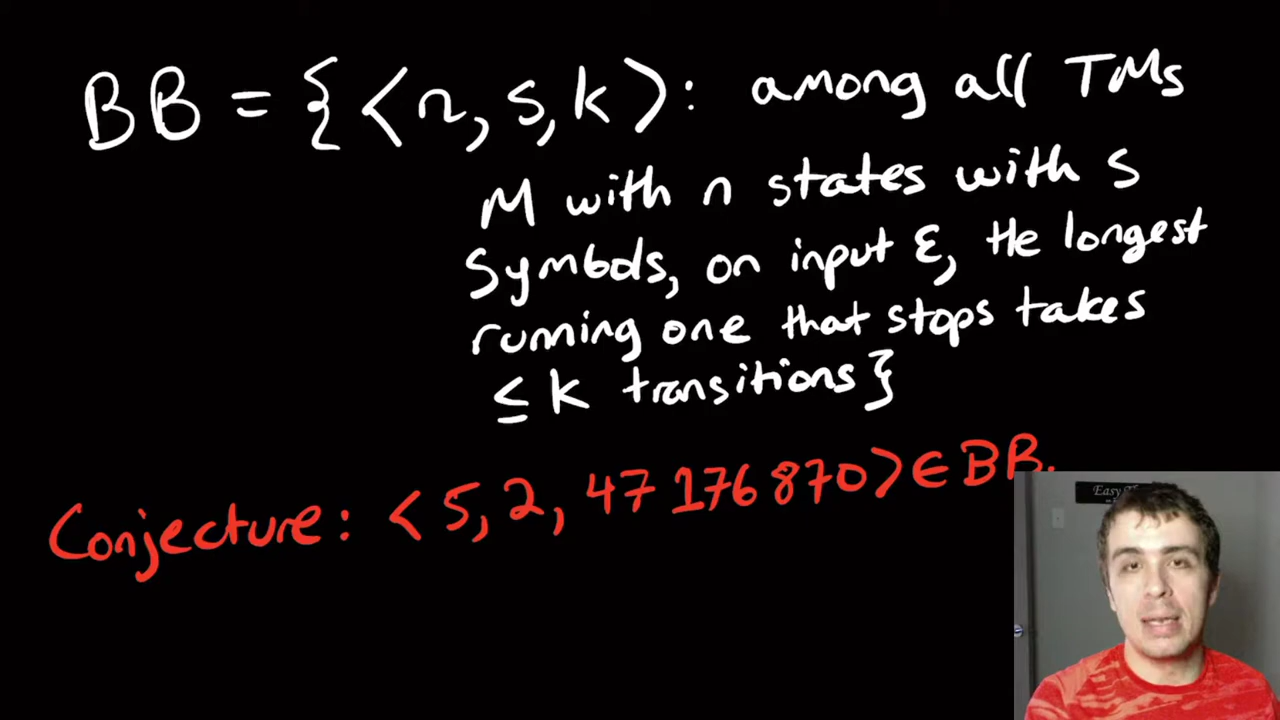 BB = {<n, s, k>: among all TMs
M with n states with s
symbols, on input ε, the longest
running one that stops takes
≤ k transitions}
Conjecture: <5, 2, 47 176 870> ∈ BB.